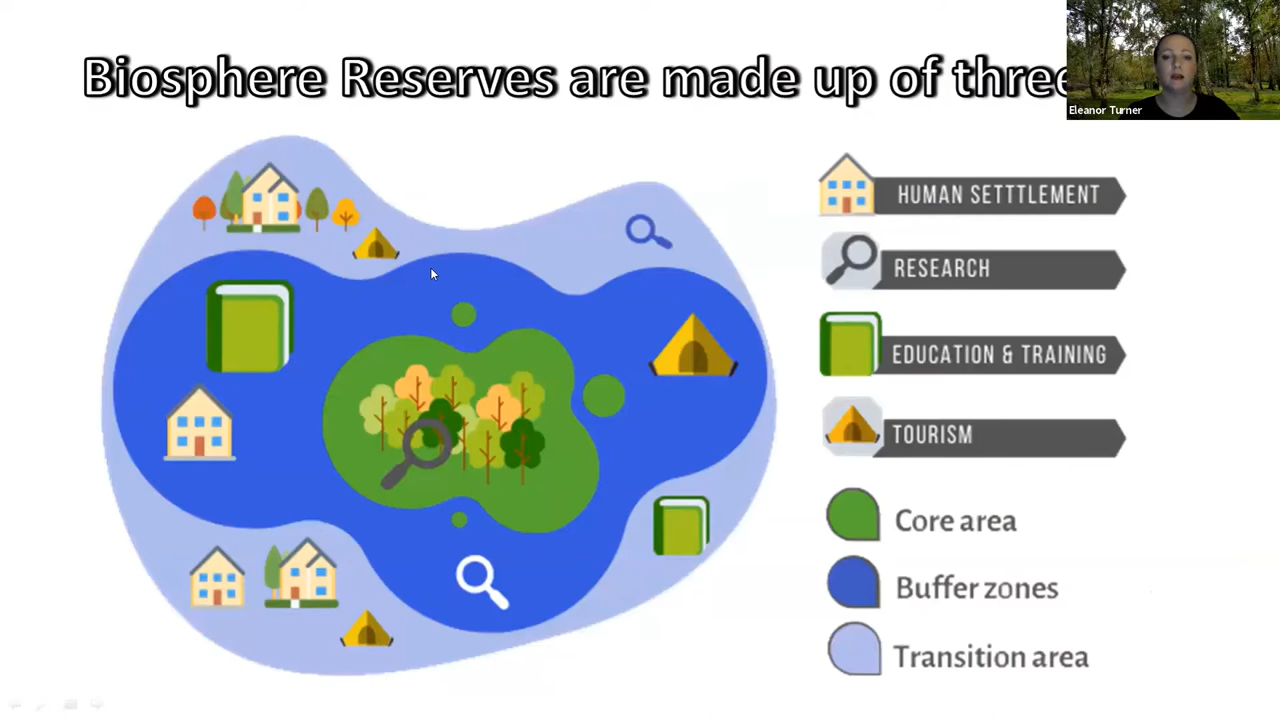 Biosphere Reserves are made up of three
Eleanor Turner
HUMAN SETTTLEMENT
RESEARCH
EDUCATION & TRAINING
TOURISM
Core area
Buffer zones
Transition area